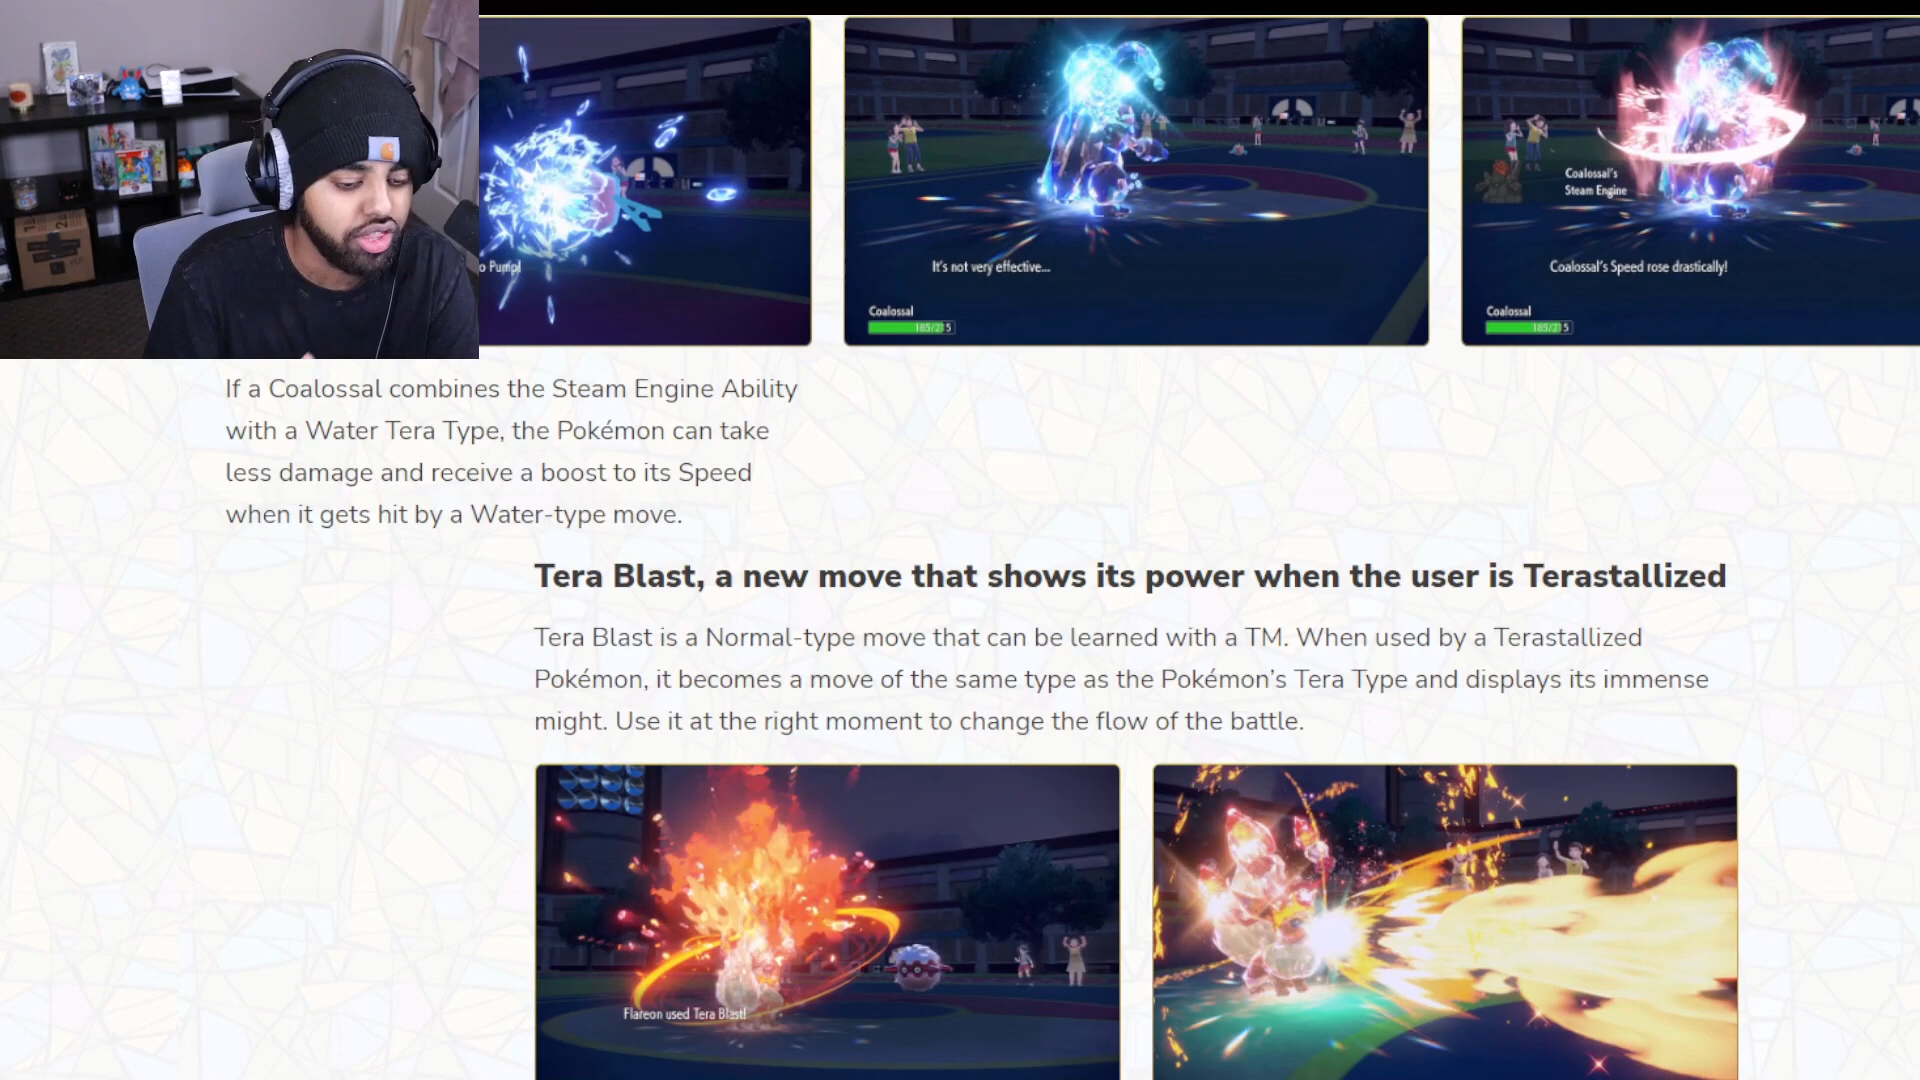 o Pump!
It's not very effective...
Coalossal
185/215
Coalossal's
Steam Engine
Coalossal's Speed rose drastically!
Coalossal
185/215
If a Coalossal combines the Steam Engine Ability
with a Water Tera Type, the Pokémon can take
less damage and receive a boost to its Speed
when it gets hit by a Water-type move.
Tera Blast, a new move that shows its power when the user is Terastallized
Tera Blast is a Normal-type move that can be learned with a TM. When used by a Terastallized
Pokémon, it becomes a move of the same type as the Pokémon’s Tera Type and displays its immense
might. Use it at the right moment to change the flow of the battle.
Flareon used Tera Blast!